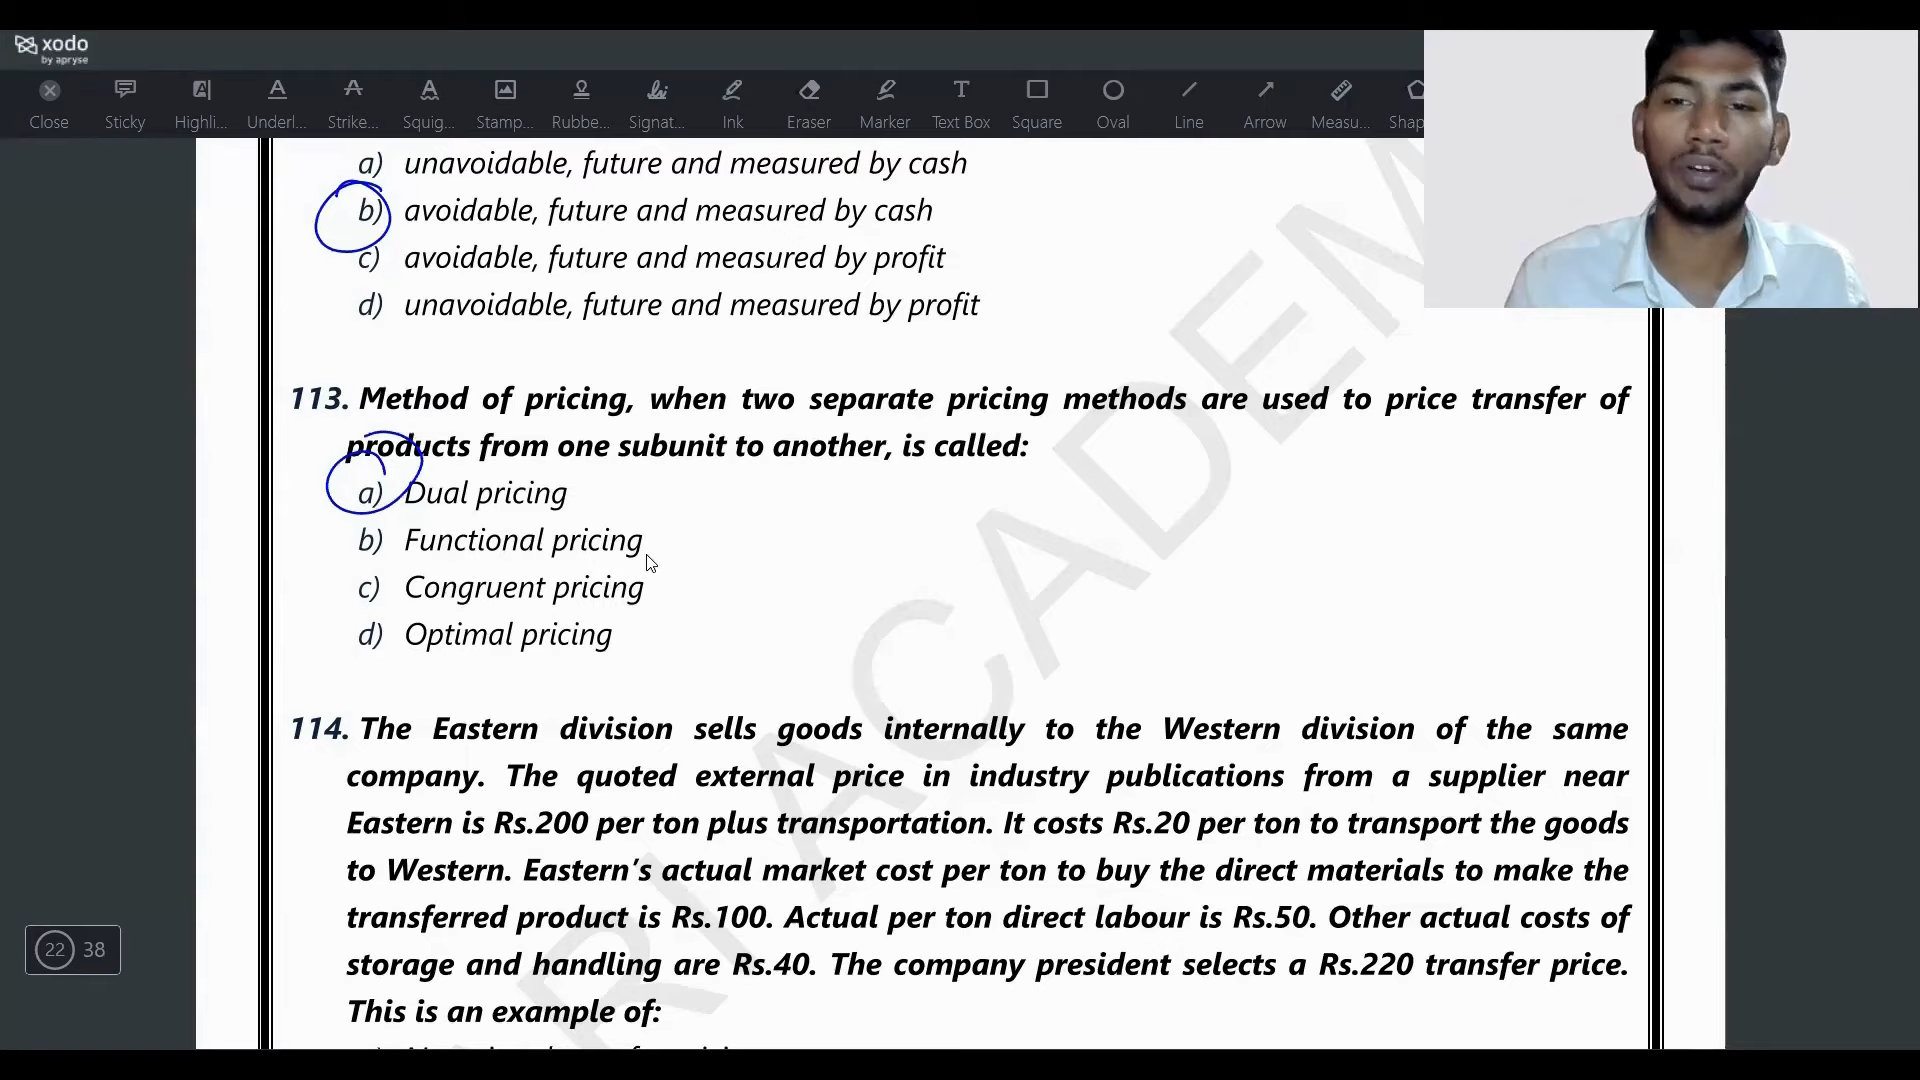 xodo
by apryse
Close Sticky Highli... Underl... Strike... Squig... Stamp... Rubbe... Signat... Ink Eraser Marker Text Box Square Oval Line Arrow Measu... Shap
a) unavoidable, future and measured by cash
b) avoidable, future and measured by cash
c) avoidable, future and measured by profit
d) unavoidable, future and measured by profit
113. Method of pricing, when two separate pricing methods are used to price transfer of
products from one subunit to another, is called:
a) Dual pricing
b) Functional pricing
c) Congruent pricing
d) Optimal pricing
114. The Eastern division sells goods internally to the Western division of the same
company. The quoted external price in industry publications from a supplier near
Eastern is Rs.200 per ton plus transportation. It costs Rs.20 per ton to transport the goods
to Western. Eastern's actual market cost per ton to buy the direct materials to make the
transferred product is Rs.100. Actual per ton direct labour is Rs.50. Other actual costs of
storage and handling are Rs.40. The company president selects a Rs.220 transfer price.
This is an example of:
22 38
RI ACADEM